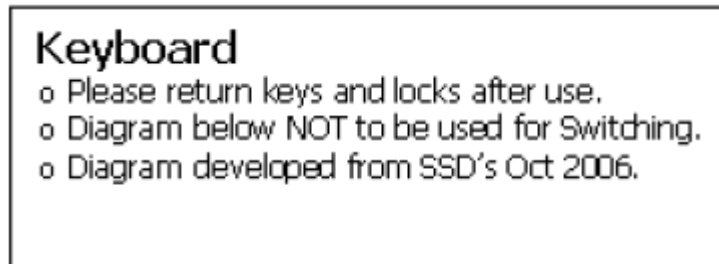 Keyboard
o Please return keys and locks after use.
o Diagram below NOT to be used for Switching.
o Diagram developed from SSD's Oct 2006.